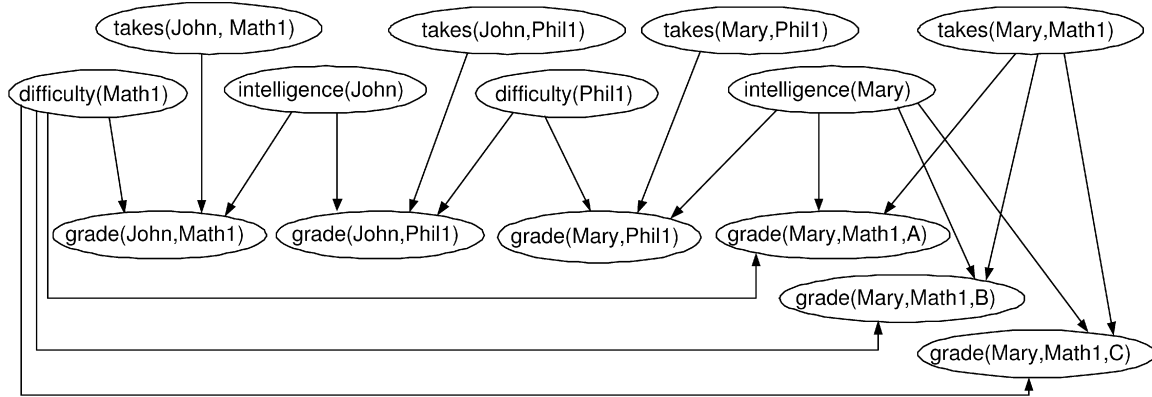 takes(John, Math1)
takes(John,Phil1)
takes(Mary,Phil1)
takes(Mary,Math1)
difficulty(Math1)
intelligence(John)
difficulty(Phil1)
intelligence(Mary)
grade(John,Math1)
grade(John,Phil1)
grade(Mary,Phil1)
grade(Mary,Math1,A)
grade(Mary,Math1,B)
grade(Mary,Math1,C)